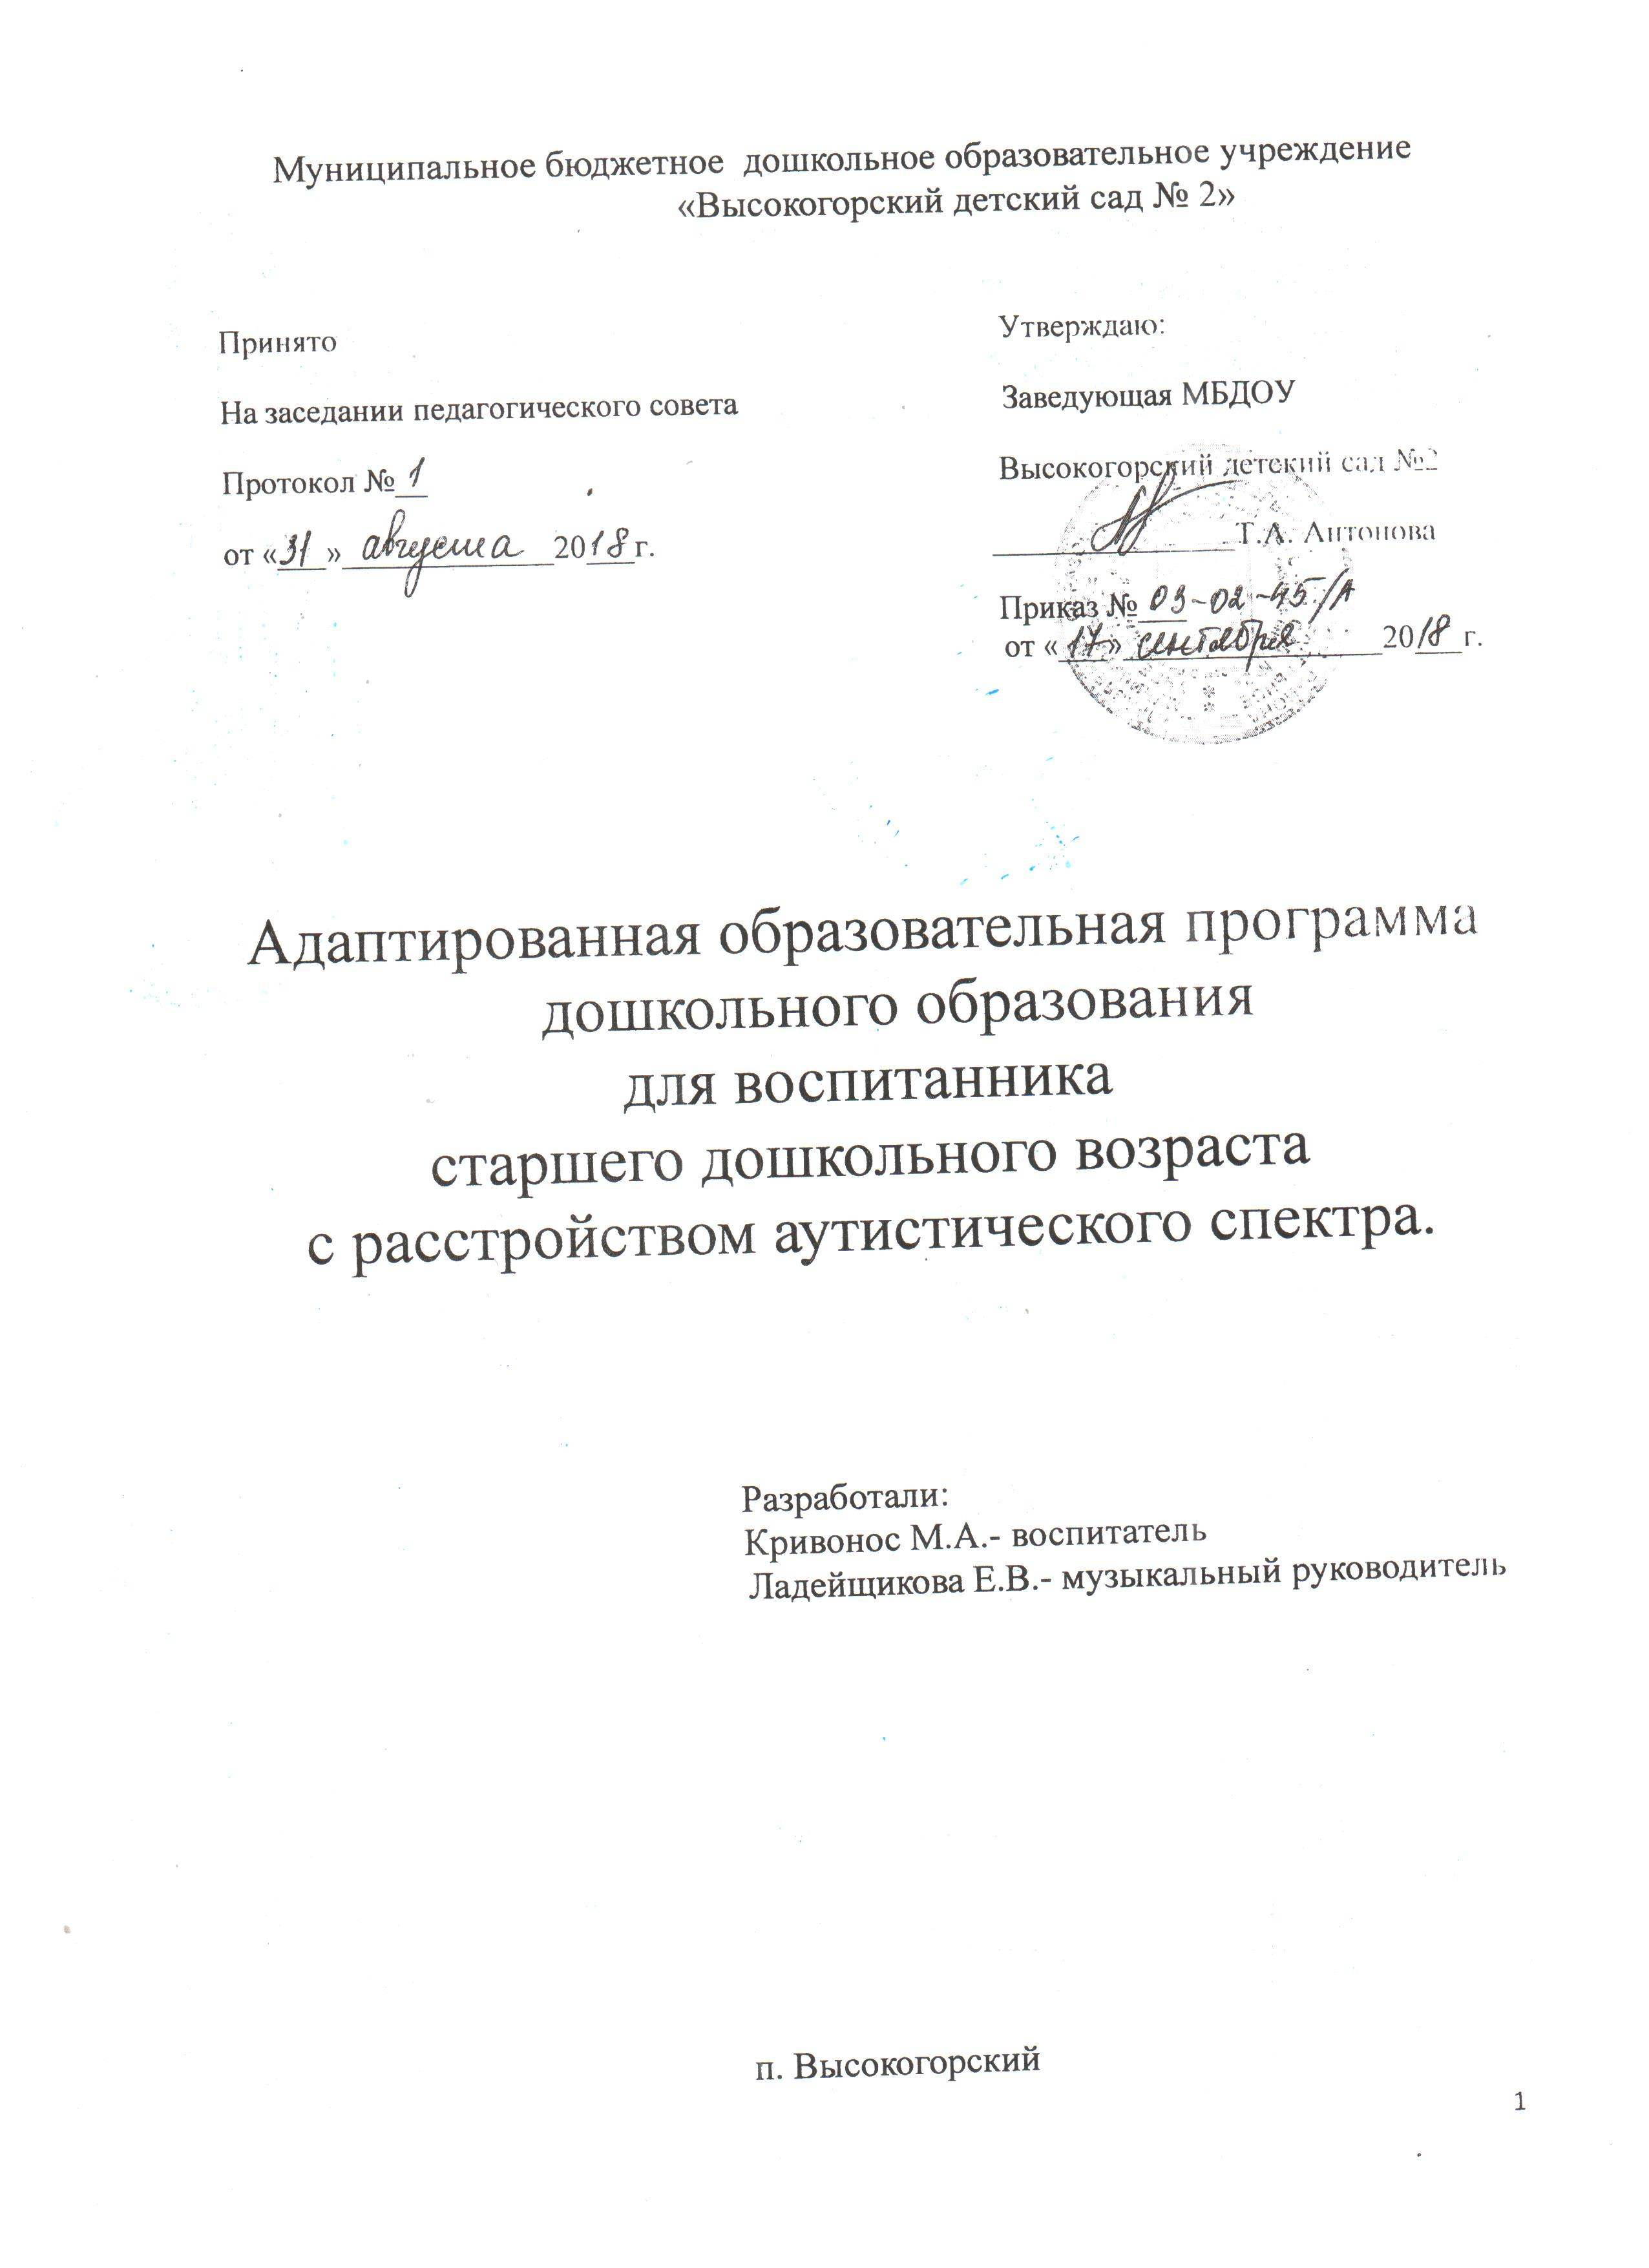 Муниципальное бюджетное дошкольное образовательное учреждение
«Высокогорский детский сад № 2»
Принято
На заседании педагогического совета
Протокол № 1
от «31» августа 2018 г.
Утверждаю:
Заведующая МБДОУ
Высокогорский детский сад №2
Т.А. Антонова
Приказ № 03-02-45/А
от «17» сентября 2018 г.
Адаптированная образовательная программа
дошкольного образования
для воспитанника
старшего дошкольного возраста
с расстройством аутистического спектра.
Разработали:
Кривонос М.А.- воспитатель
Ладейщикова Е.В.- музыкальный руководитель
п. Высокогорский
1